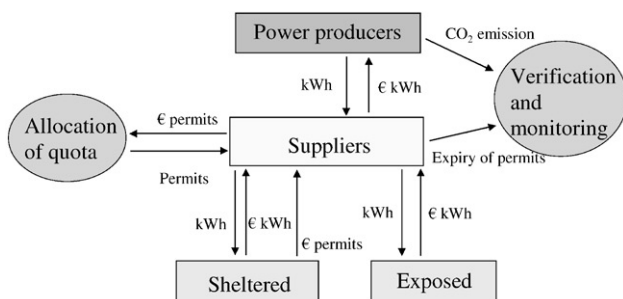 Power producers
CO₂ emission
kWh
€ kWh
Verification
and
monitoring
Allocation
of quota
€ permits
Permits
Suppliers
Expiry of permits
kWh
€ kWh
€ permits
kWh
€ kWh
Sheltered
Exposed